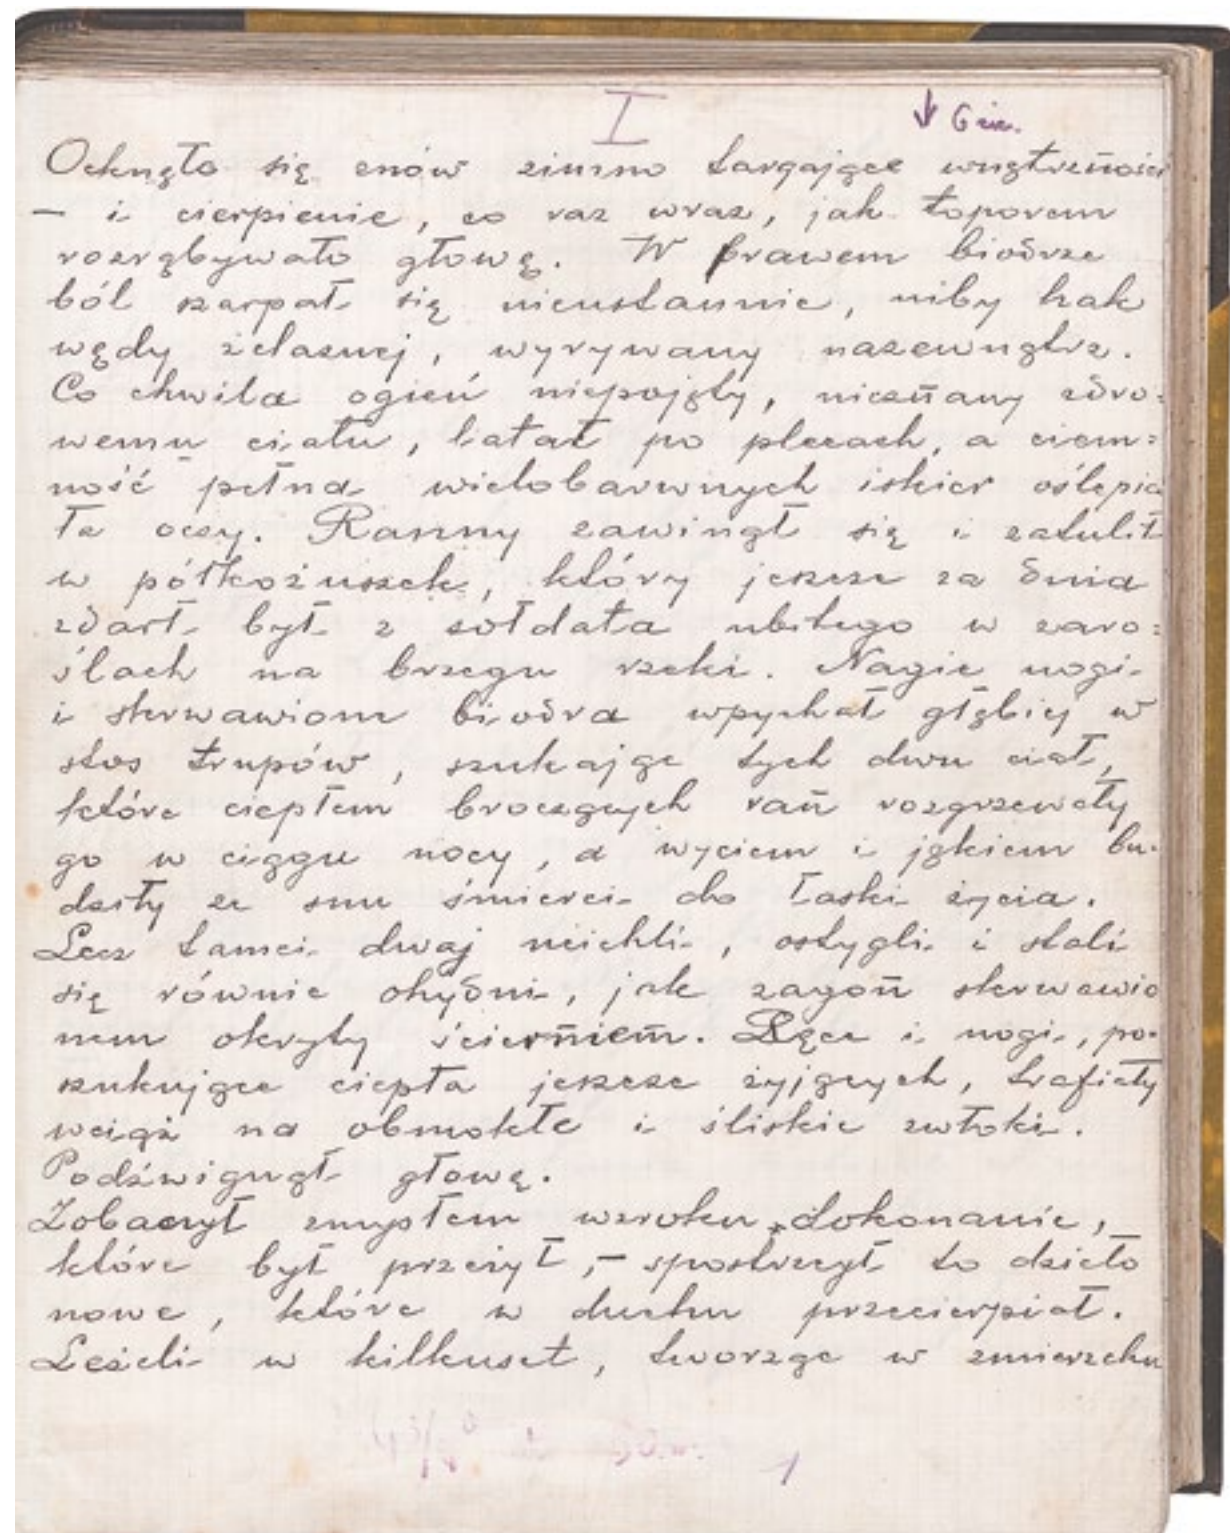 I
Ocknęło się znów zimno targające wnętrzności
— i cierpienie, co raz wraz, jak toporem
rozrąbywało głowę. W prawem biodrze
ból szarpał się nieustannie, niby hak
wędy żelaznej, wyrywany nazewnątrz.
Co chwila ogień niepojęty, nieznany zdro=
wemu ciału, latał po plecach, a ciem=
ność pełna wielobarwnych iskier oślepia
ła oczy. Ranny zawinął się i zatulił
w półkożuszek, który jeszcze za dnia
zdarł był z sołdata ubitego w zaro=
ślach na brzegu rzeki. Nagie nogi
i skrwawione biodra wpychał głębiej w
stos trupów, szukając tych dwu ciał,
które ciepłem broczących ran rozgrzewały
go w ciągu nocy, a wyciem i jękiem bu-
dziły ze snu śmierci do łaski życia.
Lecz tamci dwaj ucichli, ostygli i stali
się równie ohydni, jak zagon skrwawio
nem okryty ścierniem. Ręce i nogi, po-
szukujące ciepła jeszcze żyjących, trafiały
wciąż na obmokłe i śliskie zwłoki.
Podźwignął głowę.
Zobaczył zmysłem wzroku dokonanie,
które był przeżył, — spostrzegł to dzieło
nowe, które w duchu przecierpiał.
Leżeli w kilkuset, tworząc w zmierzchu
1